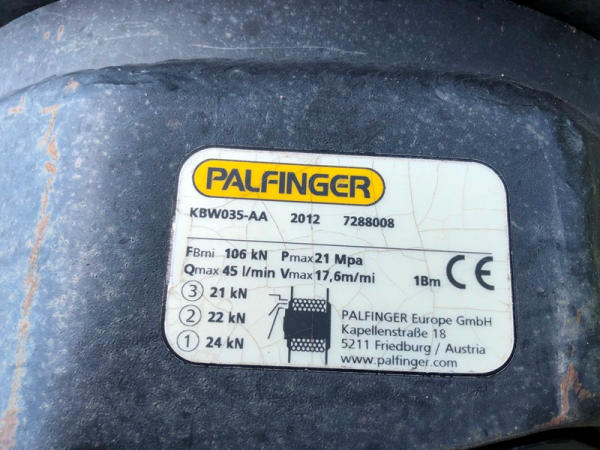 PALFINGER
KBW035-AA 2012 7288008
FBmi 106 kN Pmax 21 Mpa
Qmax 45 l/min Vmax 17,6m/mi 1Bm CE
3 21 kN
2 22 kN
1 24 kN
PALFINGER Europe GmbH
Kapellenstraße 18
5211 Friedburg / Austria
www.palfinger.com